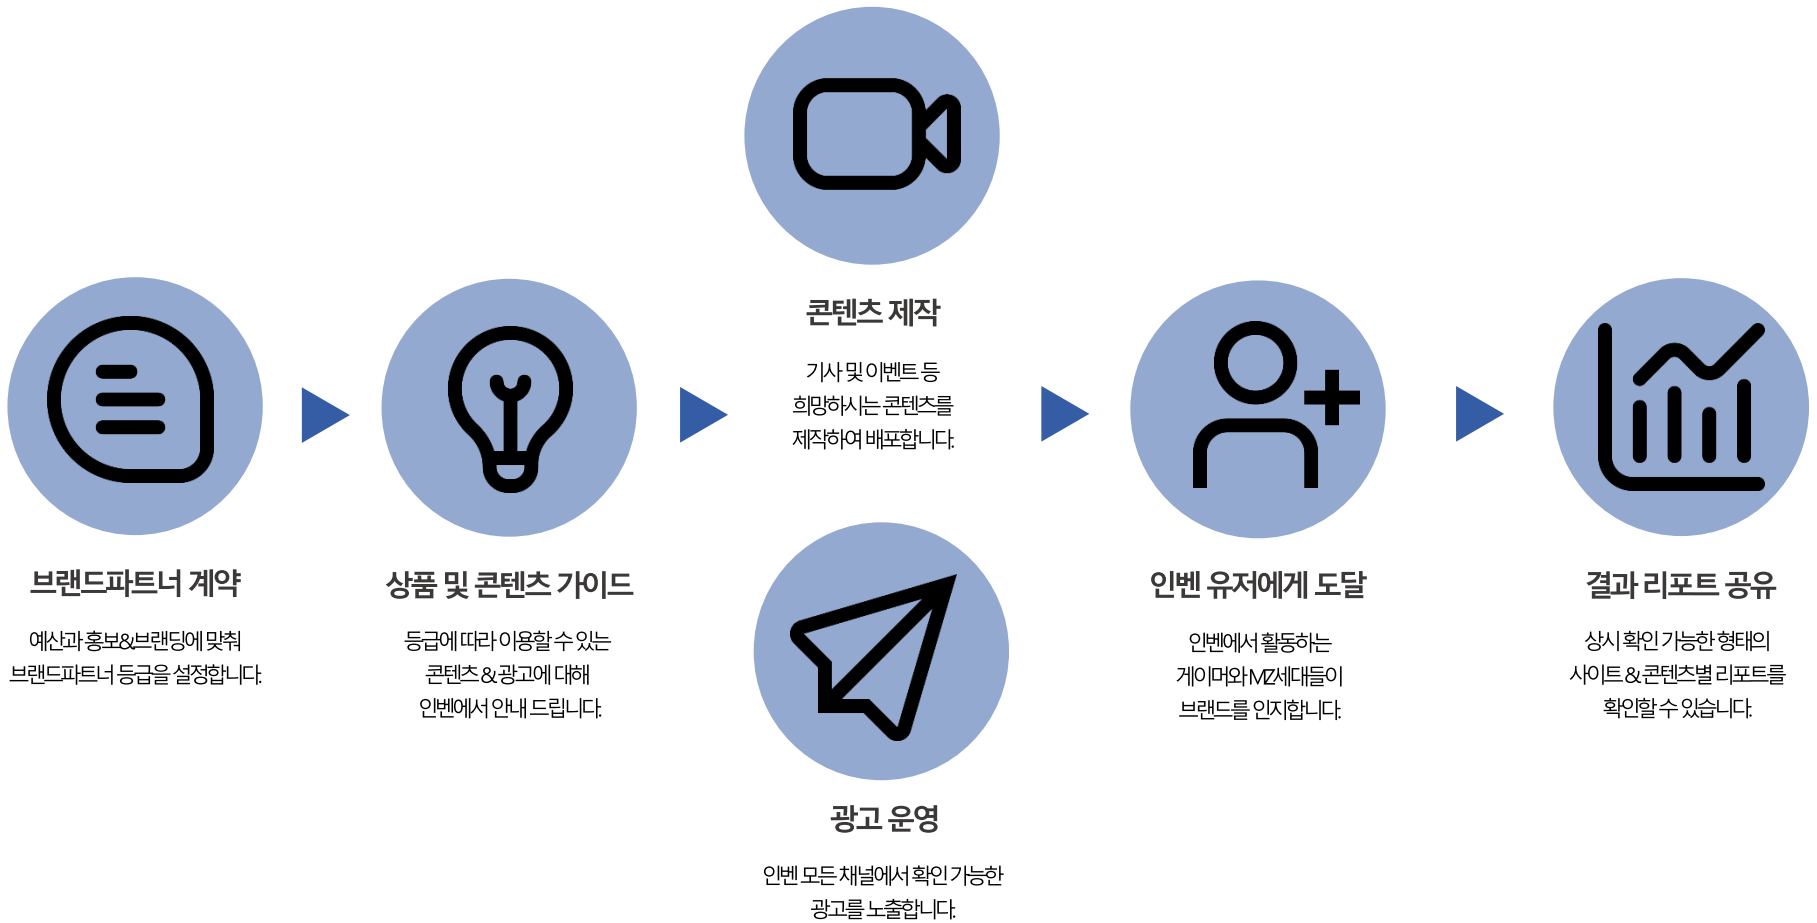 브랜드파트너 계약
예산과 홍보&브랜딩에 맞춰
브랜드파트너 등급을 설정합니다.
상품 및 콘텐츠 가이드
등급에 따라 이용할 수 있는
콘텐츠 & 광고에 대해
인벤에서 안내 드립니다.
콘텐츠 제작
기사 및 이벤트 등
희망하시는 콘텐츠를
제작하여 배포합니다.
광고 운영
인벤 모든 채널에서 확인 가능한
광고를 노출합니다.
인벤 유저에게 도달
인벤에서 활동하는
게이머와 MZ세대들이
브랜드를 인지합니다.
결과 리포트 공유
상시 확인 가능한 형태의
사이트 & 콘텐츠별 리포트를
확인할 수 있습니다.